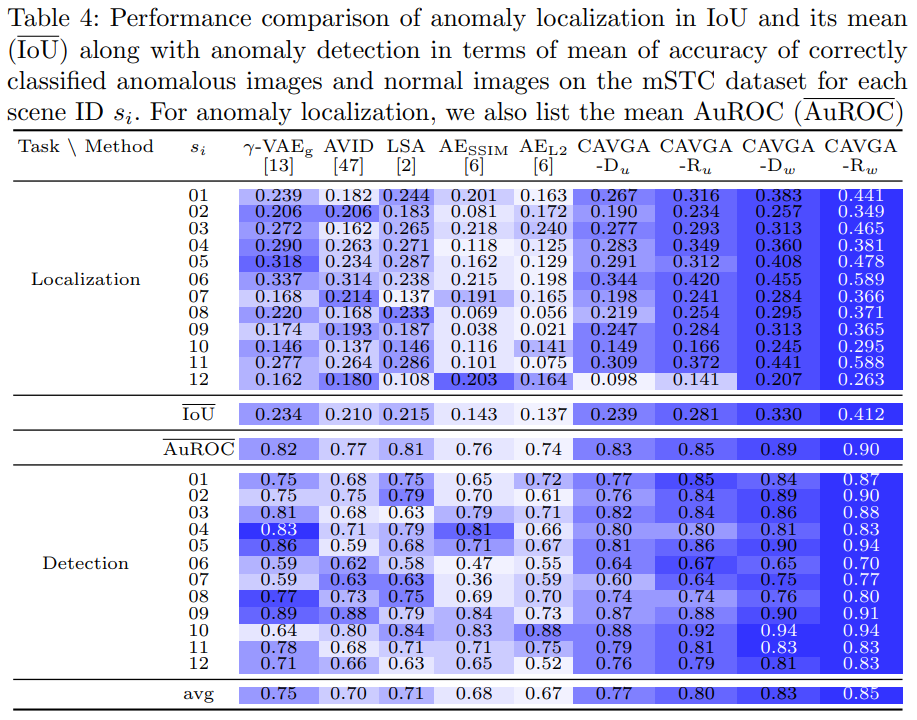 Table 4: Performance comparison of anomaly localization in IoU and its mean
(IoU) along with anomaly detection in terms of mean of accuracy of correctly
classified anomalous images and normal images on the mSTC dataset for each
scene ID si. For anomaly localization, we also list the mean AuROC (AuROC)
Task \ Method si γ-VAEg AVID LSA AESSIM AEL2 CAVGA CAVGA CAVGA CAVGA
[13] [47] [2] [6] [6] -Du -Ru -Dw -Rw
01 0.239 0.182 0.244 0.201 0.163 0.267 0.316 0.383 0.441
02 0.206 0.206 0.183 0.081 0.172 0.190 0.234 0.257 0.349
03 0.272 0.162 0.265 0.218 0.240 0.277 0.293 0.313 0.465
04 0.290 0.263 0.271 0.118 0.125 0.283 0.349 0.360 0.381
05 0.318 0.234 0.287 0.162 0.129 0.291 0.312 0.408 0.478
Localization 06 0.337 0.314 0.238 0.215 0.198 0.344 0.420 0.455 0.589
07 0.168 0.214 0.137 0.191 0.165 0.198 0.241 0.284 0.366
08 0.220 0.168 0.233 0.069 0.056 0.219 0.254 0.295 0.371
09 0.174 0.193 0.187 0.038 0.021 0.247 0.284 0.313 0.365
10 0.146 0.137 0.146 0.116 0.141 0.149 0.166 0.245 0.295
11 0.277 0.264 0.286 0.101 0.075 0.309 0.372 0.441 0.588
12 0.162 0.180 0.108 0.203 0.164 0.098 0.141 0.207 0.263
IoU 0.234 0.210 0.215 0.143 0.137 0.239 0.281 0.330 0.412
AuROC 0.82 0.77 0.81 0.76 0.74 0.83 0.85 0.89 0.90
01 0.75 0.68 0.75 0.65 0.72 0.77 0.85 0.84 0.87
02 0.75 0.75 0.79 0.70 0.61 0.76 0.84 0.89 0.90
03 0.81 0.68 0.63 0.79 0.71 0.82 0.84 0.86 0.88
04 0.83 0.71 0.79 0.81 0.66 0.80 0.80 0.81 0.83
05 0.86 0.59 0.68 0.71 0.67 0.81 0.86 0.90 0.94
Detection 06 0.59 0.62 0.58 0.47 0.55 0.64 0.67 0.65 0.70
07 0.59 0.63 0.63 0.36 0.59 0.60 0.64 0.75 0.77
08 0.77 0.73 0.75 0.69 0.70 0.74 0.74 0.76 0.80
09 0.89 0.88 0.79 0.84 0.73 0.87 0.88 0.90 0.91
10 0.64 0.80 0.84 0.83 0.88 0.88 0.92 0.94 0.94
11 0.78 0.68 0.71 0.71 0.75 0.79 0.81 0.83 0.83
12 0.71 0.66 0.63 0.65 0.52 0.76 0.79 0.81 0.83
avg 0.75 0.70 0.71 0.68 0.67 0.77 0.80 0.83 0.85